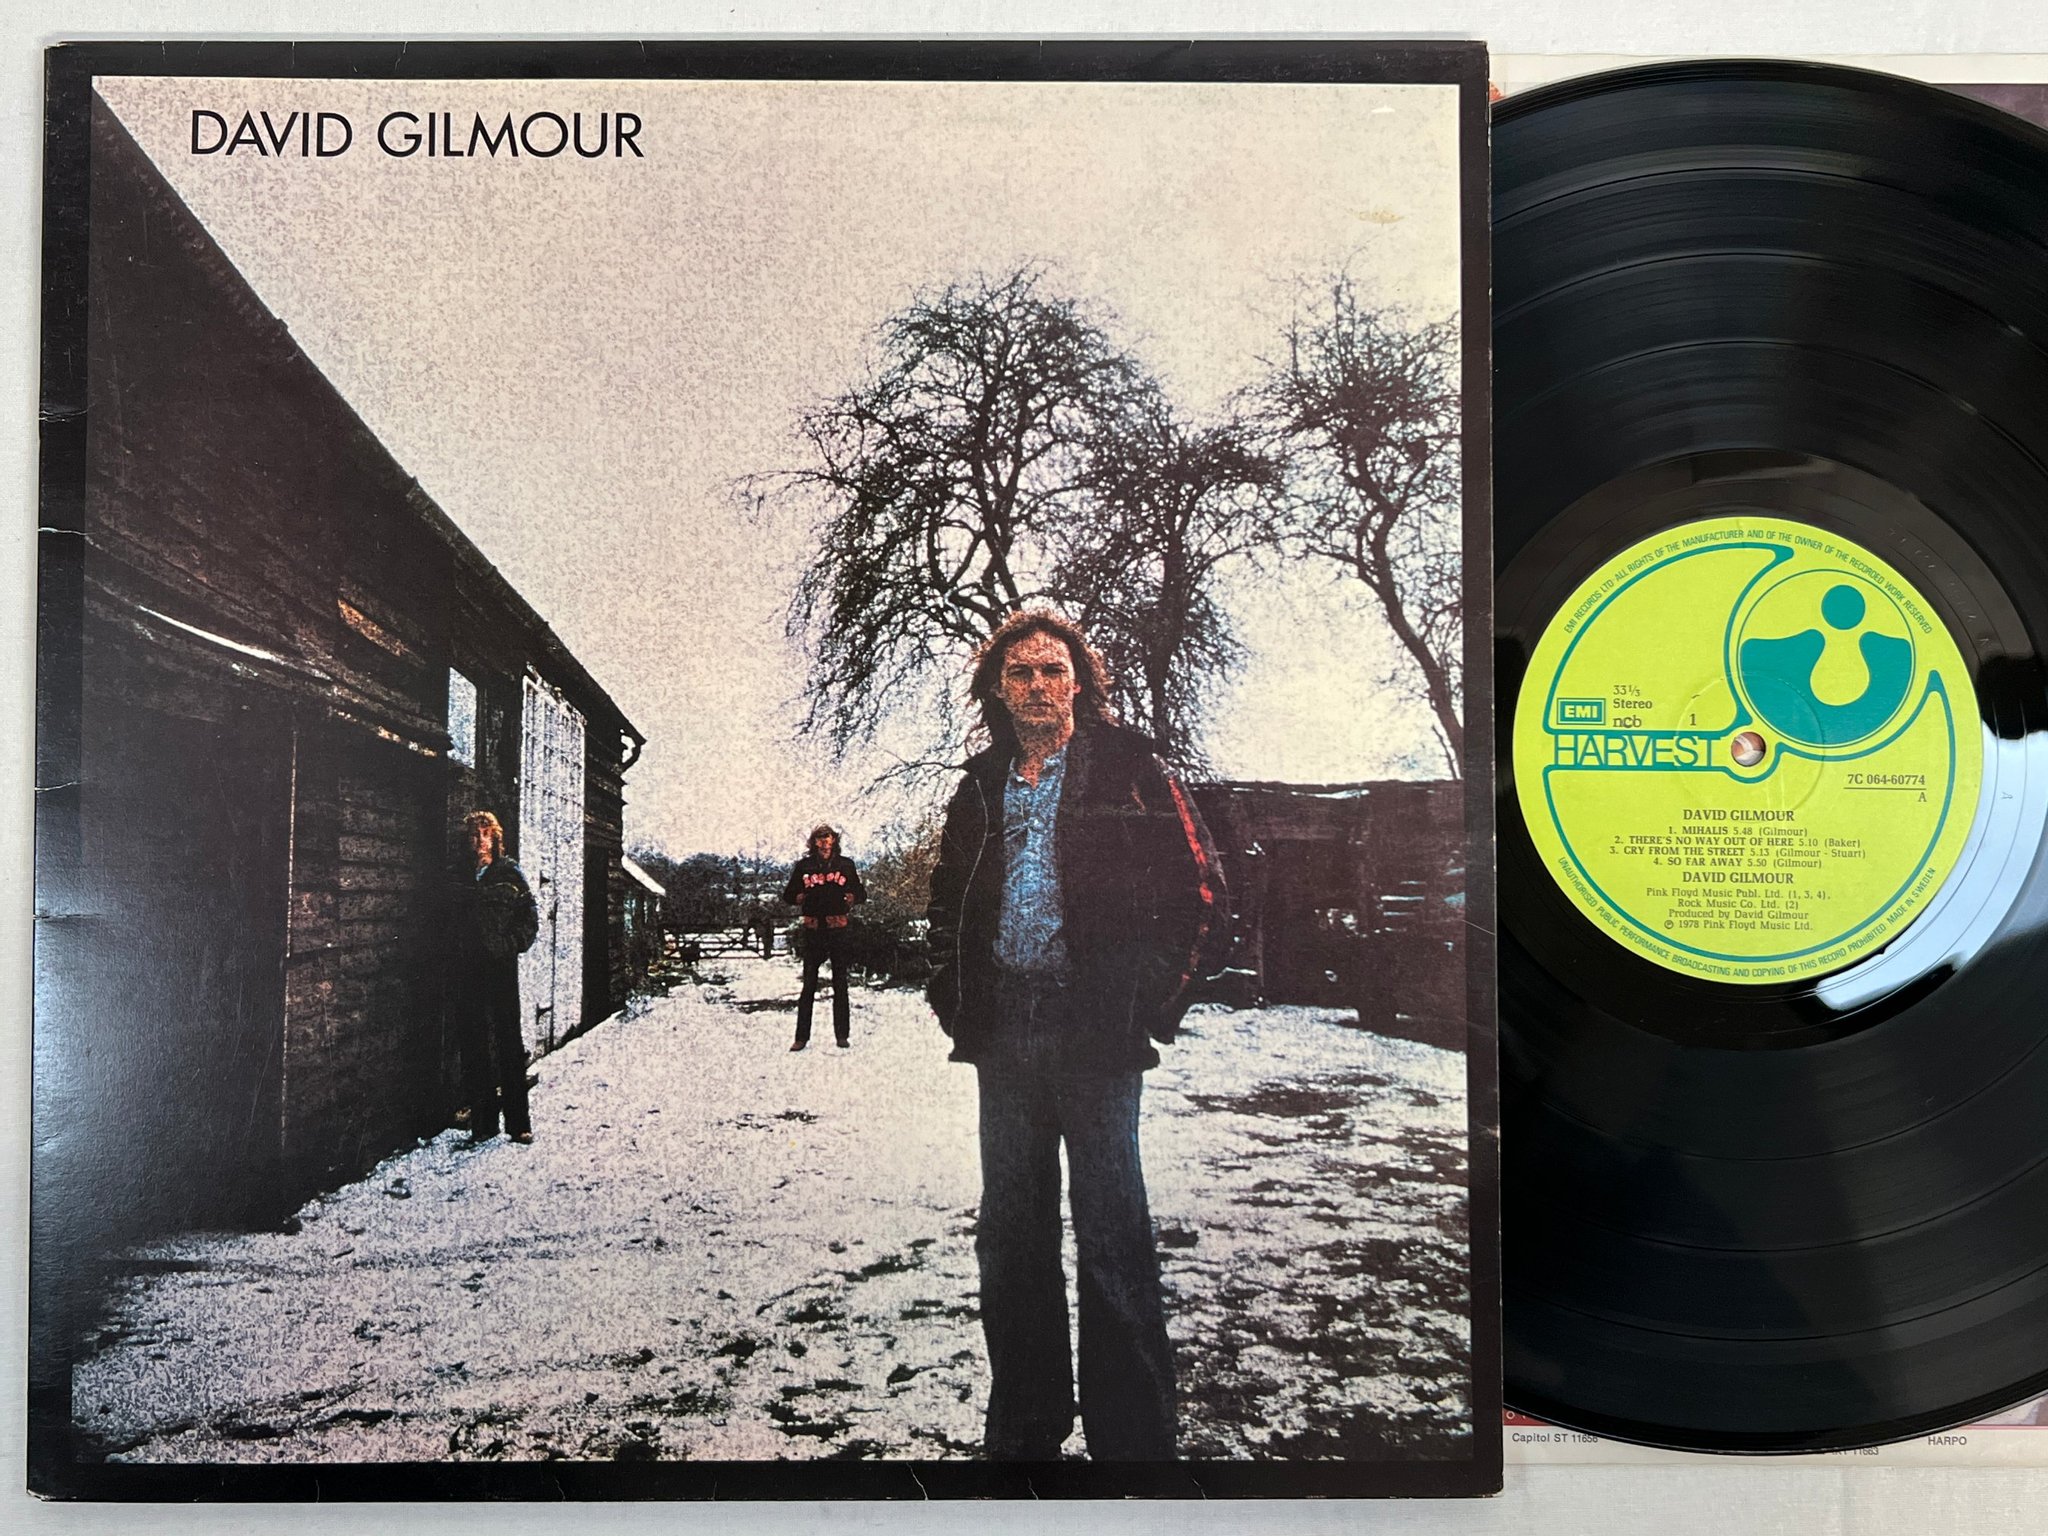 DAVID GILMOUR
EMI RECORDS LTD ALL RIGHTS OF THE MANUFACTURER AND OF THE OWNER OF THE RECORDED WORK RESERVED
33⅓
Stereo
EMI
ncb
1
HARVEST
7C 064-60774
A
DAVID GILMOUR
1. MIHALIS 5.48 (Gilmour)
2. THERE'S NO WAY OUT OF HERE 5.10 (Baker)
3. CRY FROM THE STREET 5.13 (Gilmour - Stuart)
4. SO FAR AWAY 5.50 (Gilmour)
DAVID GILMOUR
Pink Floyd Music Publ. Ltd. (1, 3, 4),
Rock Music Co. Ltd. (2)
Produced by David Gilmour
℗ 1978 Pink Floyd Music Ltd.
UNAUTHORISED PUBLIC PERFORMANCE BROADCASTING AND COPYING OF THIS RECORD PROHIBITED MADE IN SWEDEN
Capitol ST 11656
11663
HARPO